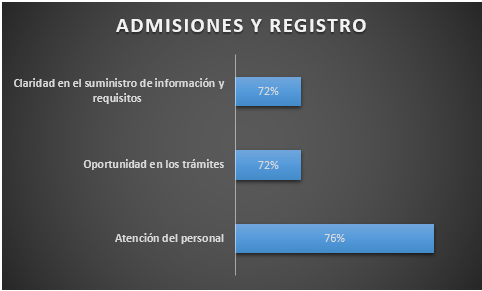 ADMISIONES Y REGISTRO
Claridad en el suministro de información y
requisitos
72%
Oportunidad en los trámites
72%
Atención del personal
76%